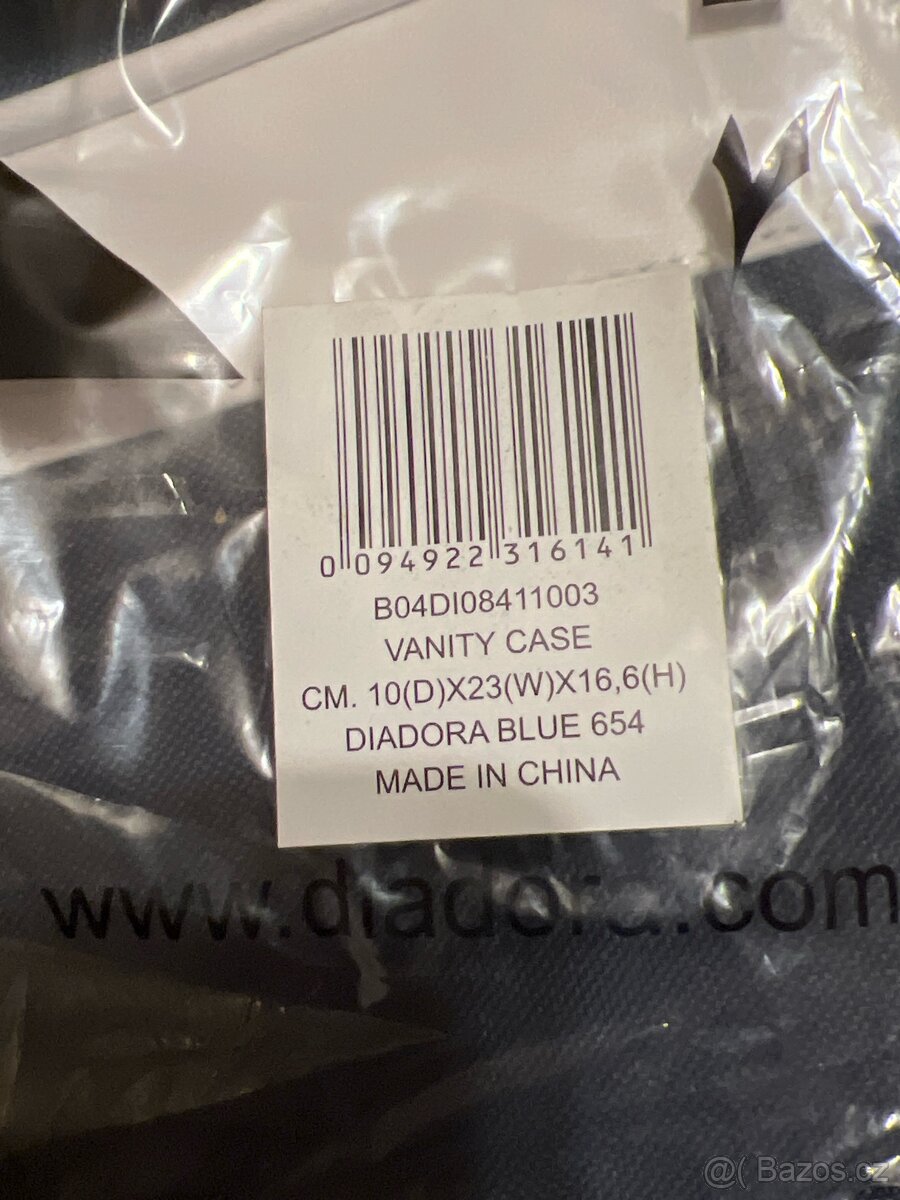 0 094922 316141
B04DI08411003
VANITY CASE
CM. 10(D)X23(W)X16,6(H)
DIADORA BLUE 654
MADE IN CHINA
www.diadora.com
@( Bazos.cz